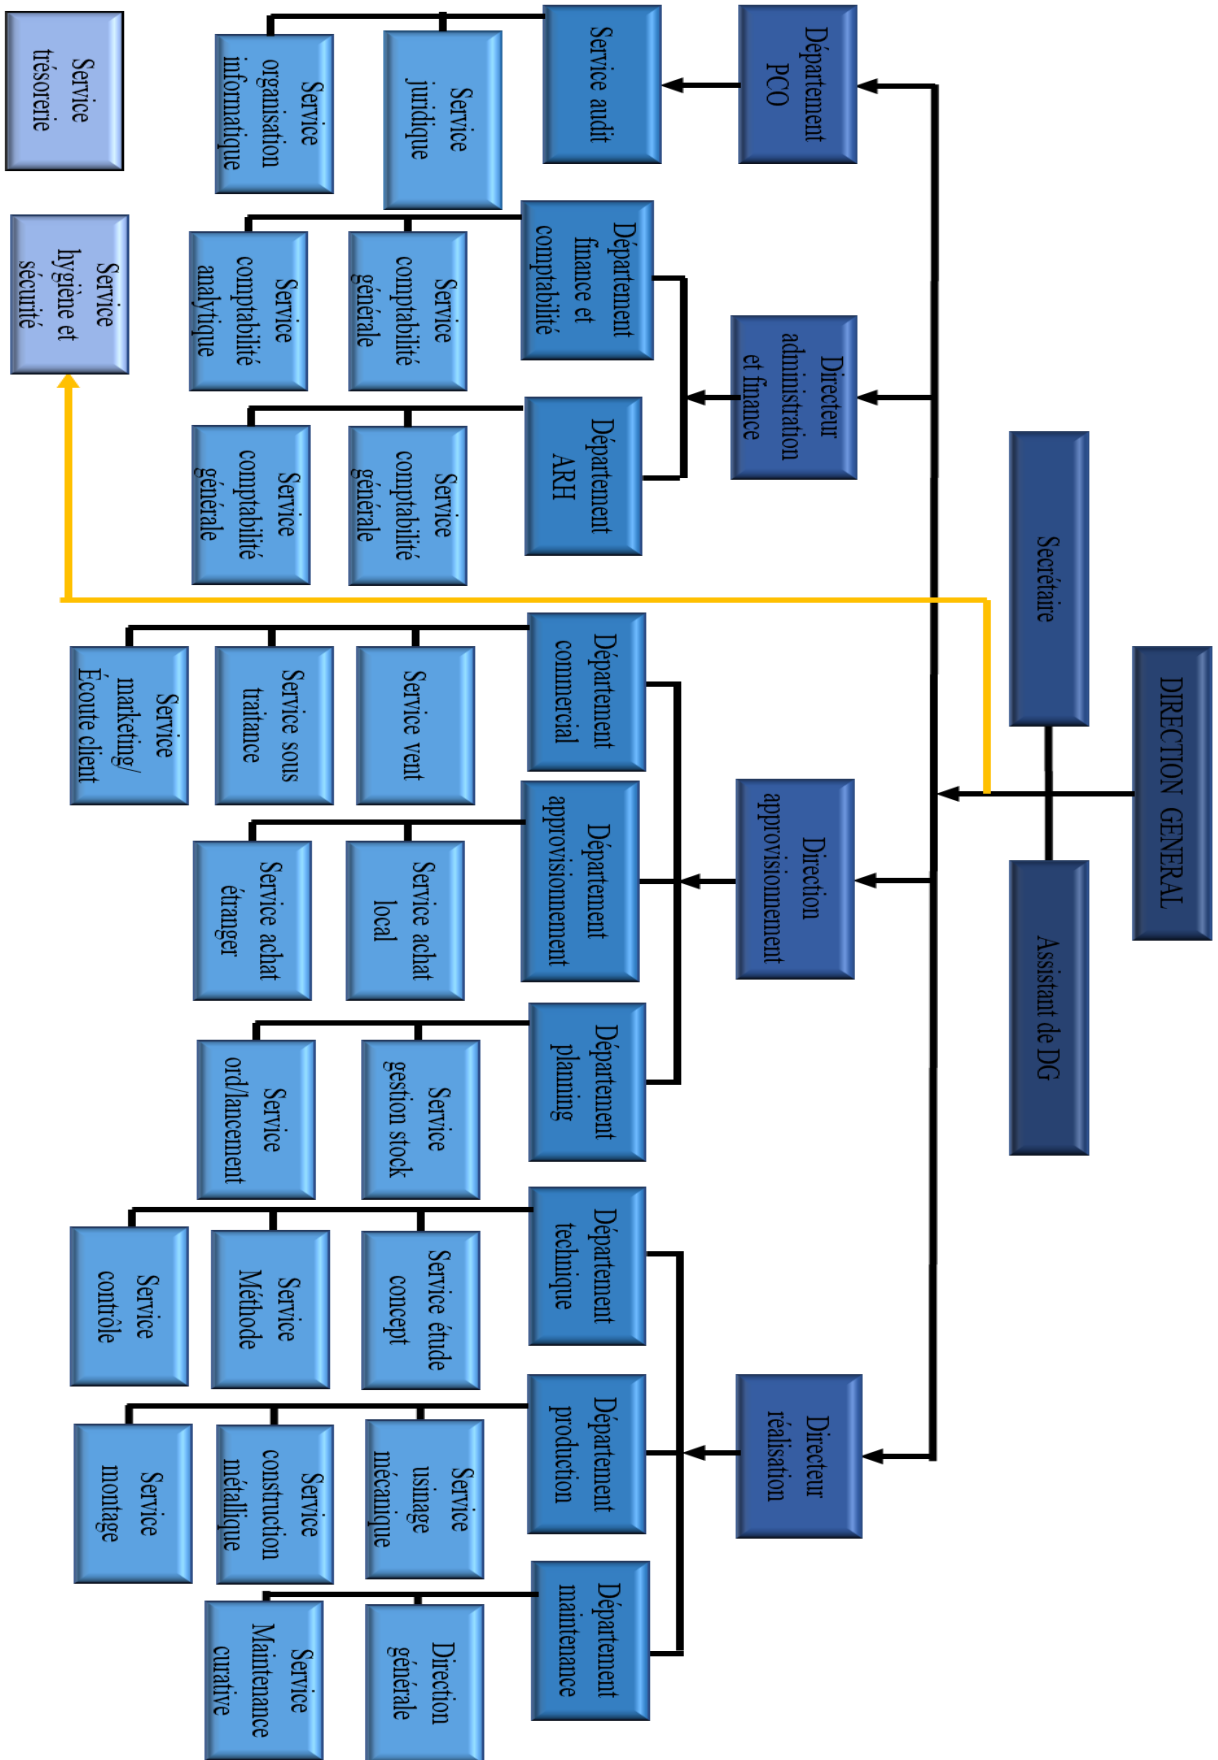 DIRECTION GENERAL
Secrétaire
Assistant de DG
Département
PCO
Directeur
administration
et finance
Direction
approvisionnement
Directeur
réalisation
Service audit
Département
finance et
comptabilité
Département
ARH
Département
commercial
Département
approvisionnement
Département
planning
Département
technique
Département
production
Département
maintenance
Service
juridique
Service
comptabilité
générale
Service
comptabilité
générale
Service vent
Service achat
local
Service
gestion stock
Service étude
concept
Service
usinage
mécanique
Direction
générale
Service
organisation
informatique
Service
comptabilité
analytique
Service
comptabilité
générale
Service sous
traitance
Service achat
étranger
Service
ord/lancement
Service
Méthode
Service
construction
métallique
Service
Maintenance
curative
Service
marketing/
Écoute client
Service
contrôle
Service
montage
Service
trésorerie
Service
hygiène et
sécurité